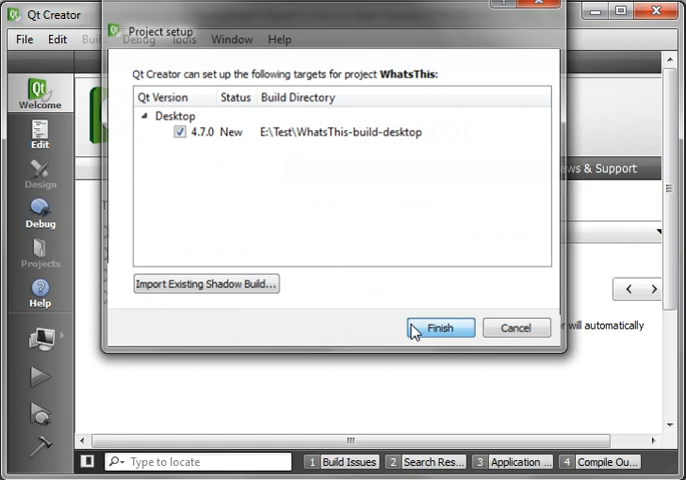 Qt Creator
File Edit Debug Tools Window Help
Project setup
Qt Creator can set up the following targets for project WhatsThis:
Qt Version Status Build Directory
Desktop
4.7.0 New E:\Test\WhatsThis-build-desktop
Import Existing Shadow Build...
Finish Cancel
Qt
Welcome
Edit
Design
Debug
Projects
Help
ws & Support
will automatically
Type to locate
1 Build Issues 2 Search Res... 3 Application ... 4 Compile Ou...